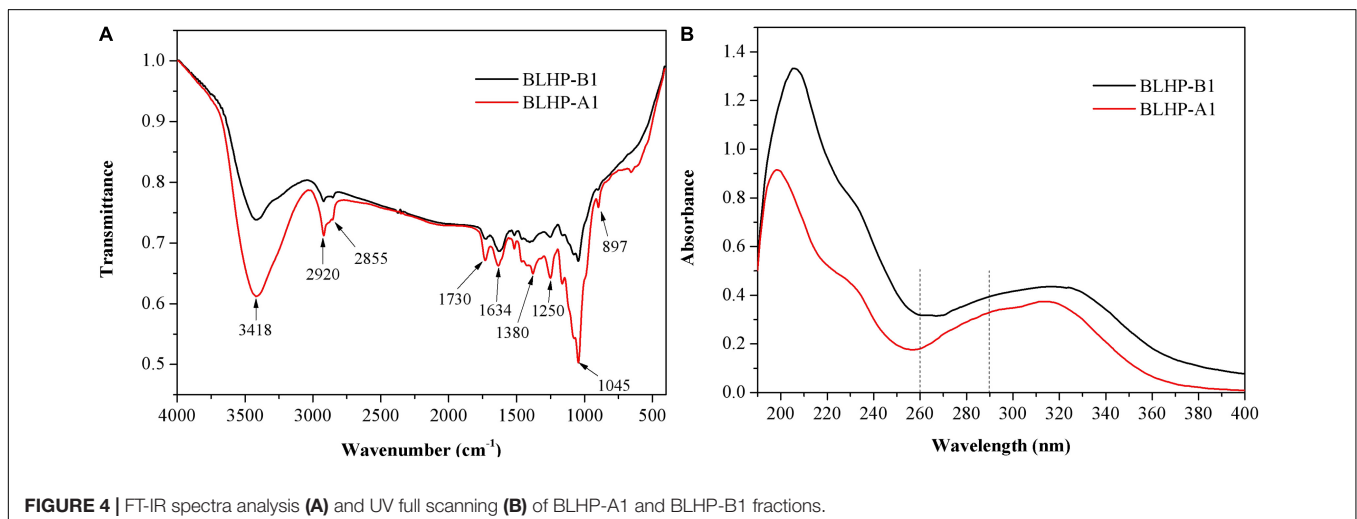 A
BLHP-B1
BLHP-A1
1.0
0.9
0.8
0.7
0.6
0.5
Transmittance
3418
2920
2855
1730
1634
1380
1250
1045
897
4000 3500 3000 2500 2000 1500 1000 500
Wavenumber (cm⁻¹)
B
BLHP-B1
BLHP-A1
1.4
1.2
1.0
0.8
0.6
0.4
0.2
0.0
Absorbance
200 220 240 260 280 300 320 340 360 380 400
Wavelength (nm)
FIGURE 4 | FT-IR spectra analysis (A) and UV full scanning (B) of BLHP-A1 and BLHP-B1 fractions.